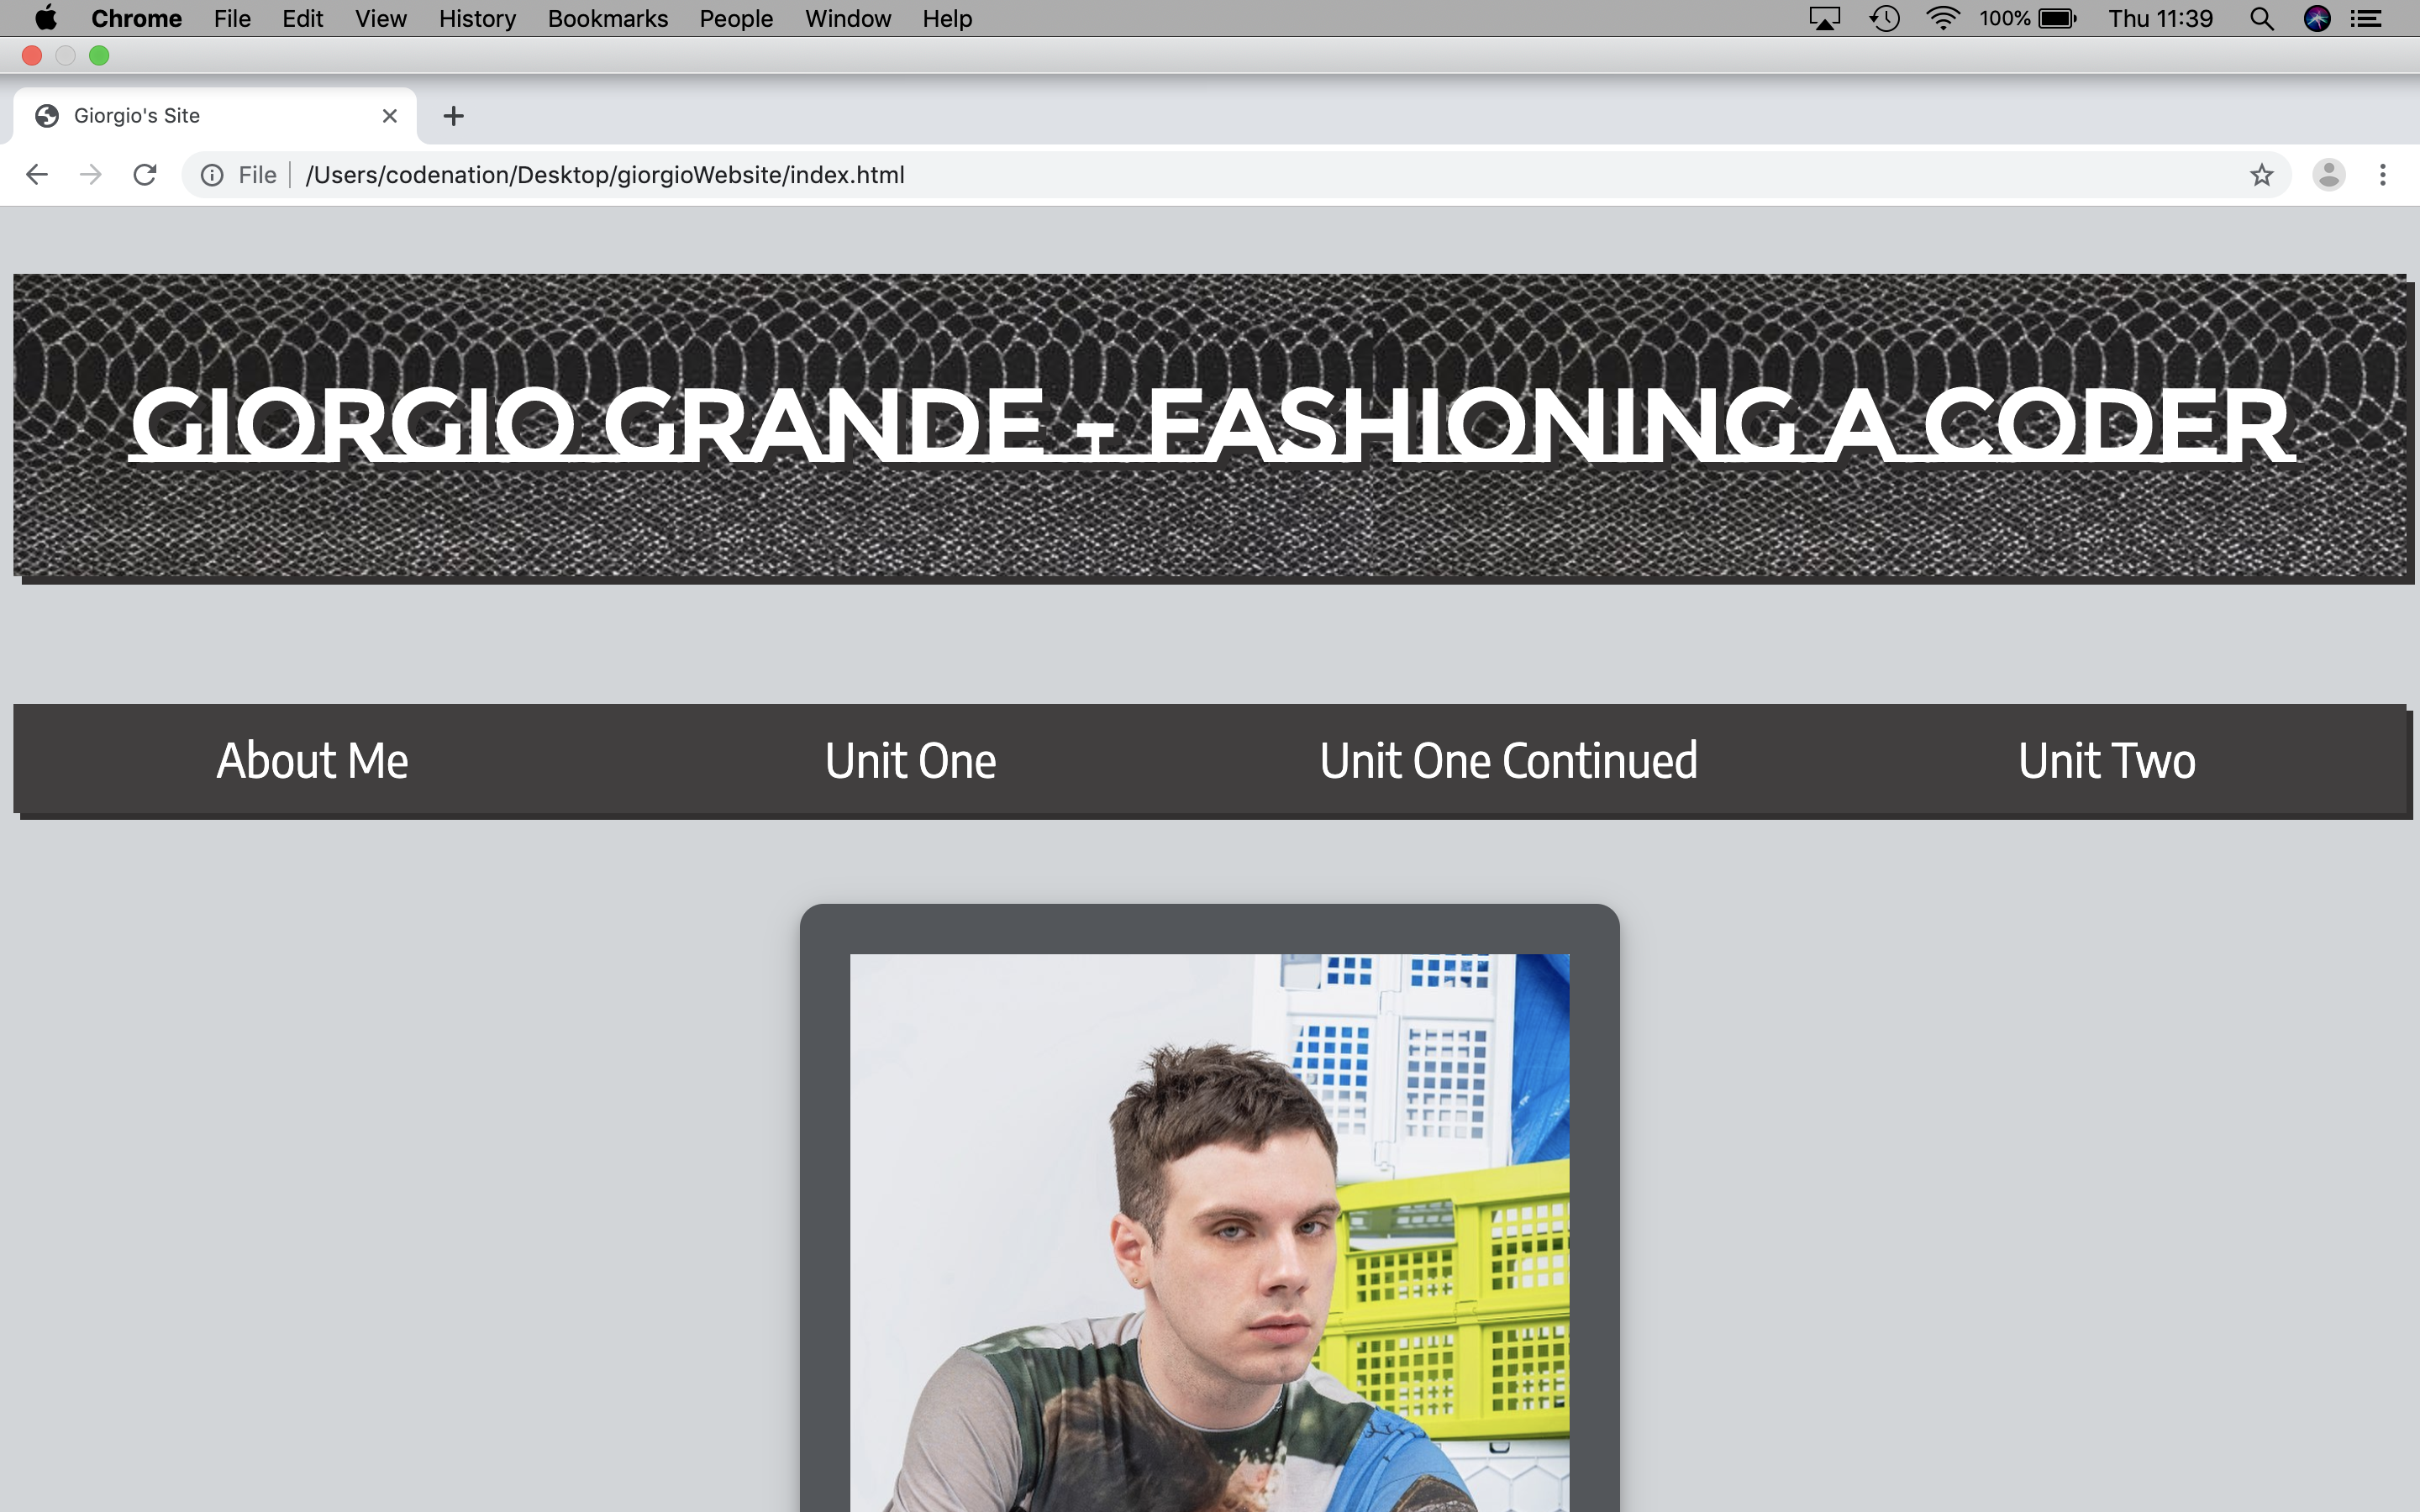 Chrome File Edit View History Bookmarks People Window Help 100% Thu 11:39
Giorgio's Site
File /Users/codenation/Desktop/giorgioWebsite/index.html
GIORGIO GRANDE - FASHIONING A CODER
About Me Unit One Unit One Continued Unit Two